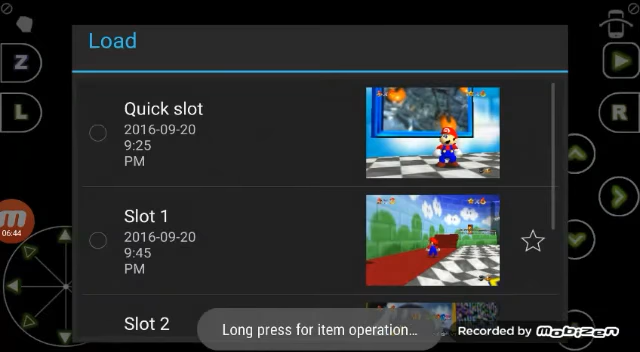 Load
Z
L
R
Quick slot
2016-09-20
9:25
PM
Slot 1
2016-09-20
9:45
PM
06:44
Slot 2
Long press for item operation...
Recorded by Mobizen